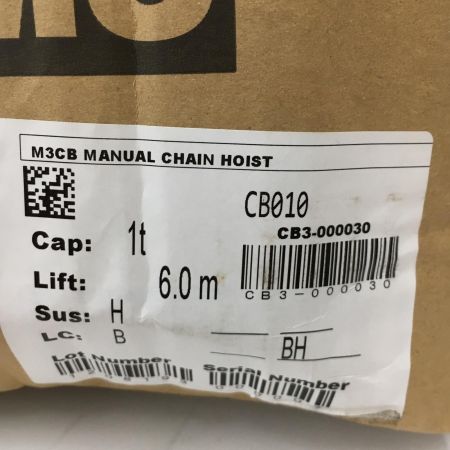 M3CB MANUAL CHAIN HOIST
CB010
CB3-000030
Cap: 1t
CB3-000030
Lift: 6.0 m
Sus: H
LC: B
BH
Lot Number
Serial Number